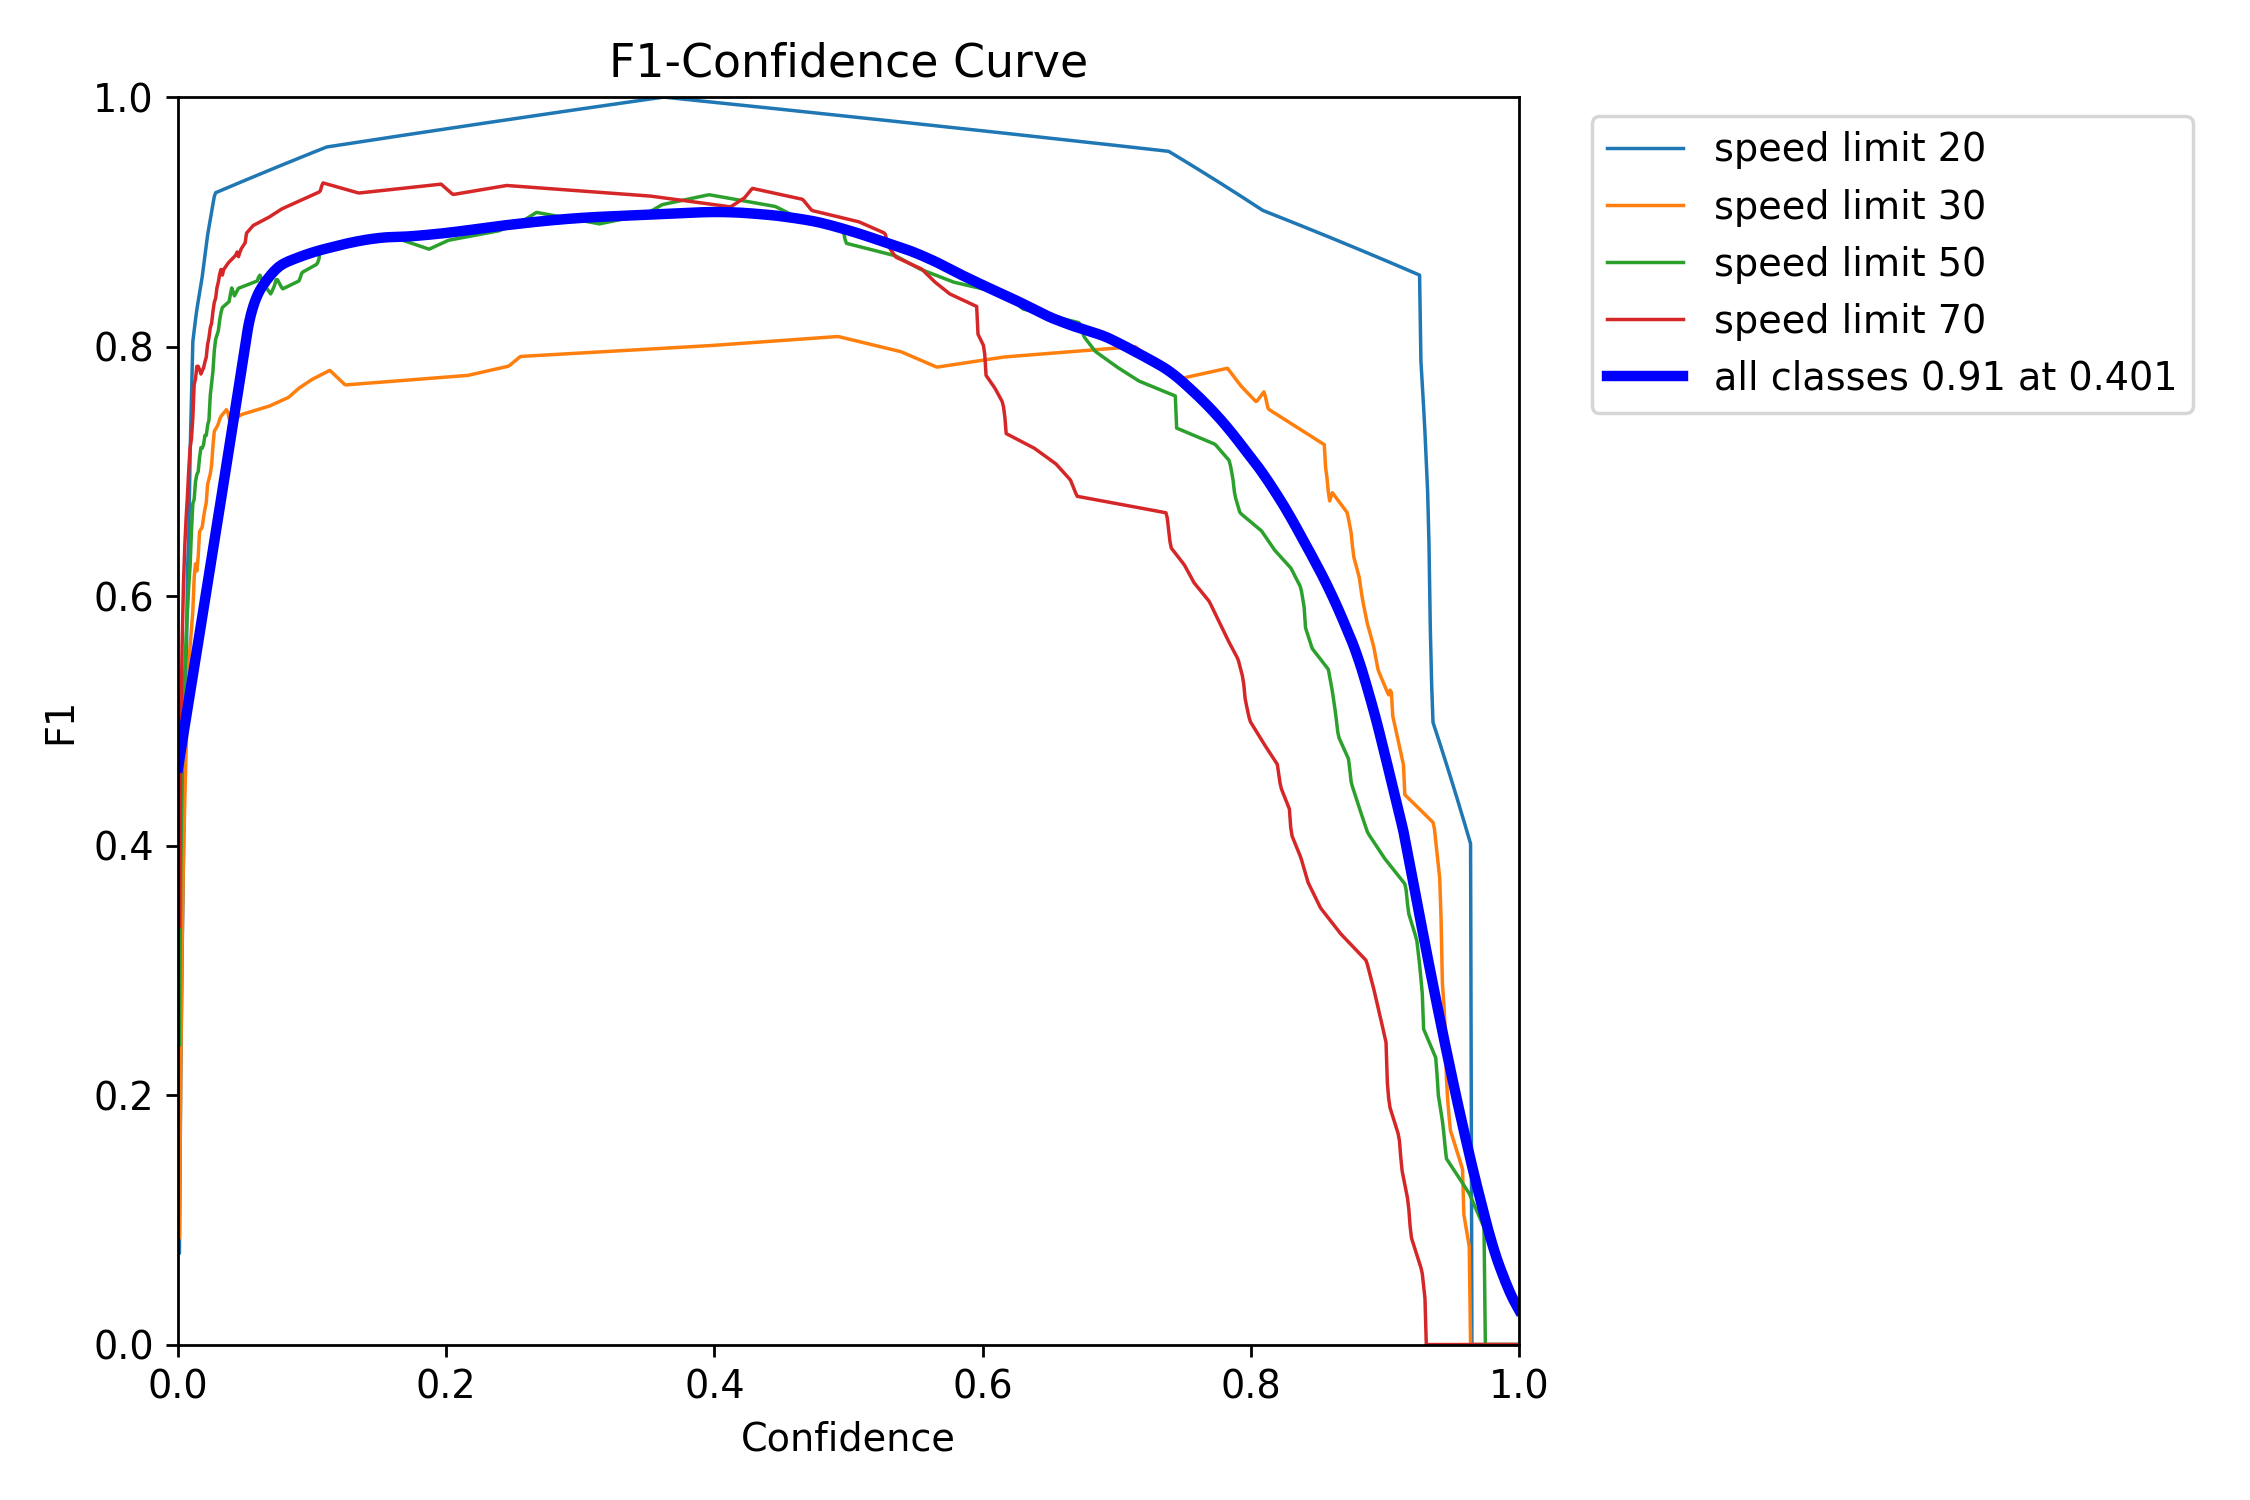 F1-Confidence Curve
1.0
0.8
0.6
0.4
0.2
0.0
F1
0.0 0.2 0.4 0.6 0.8 1.0
Confidence
speed limit 20
speed limit 30
speed limit 50
speed limit 70
all classes 0.91 at 0.401